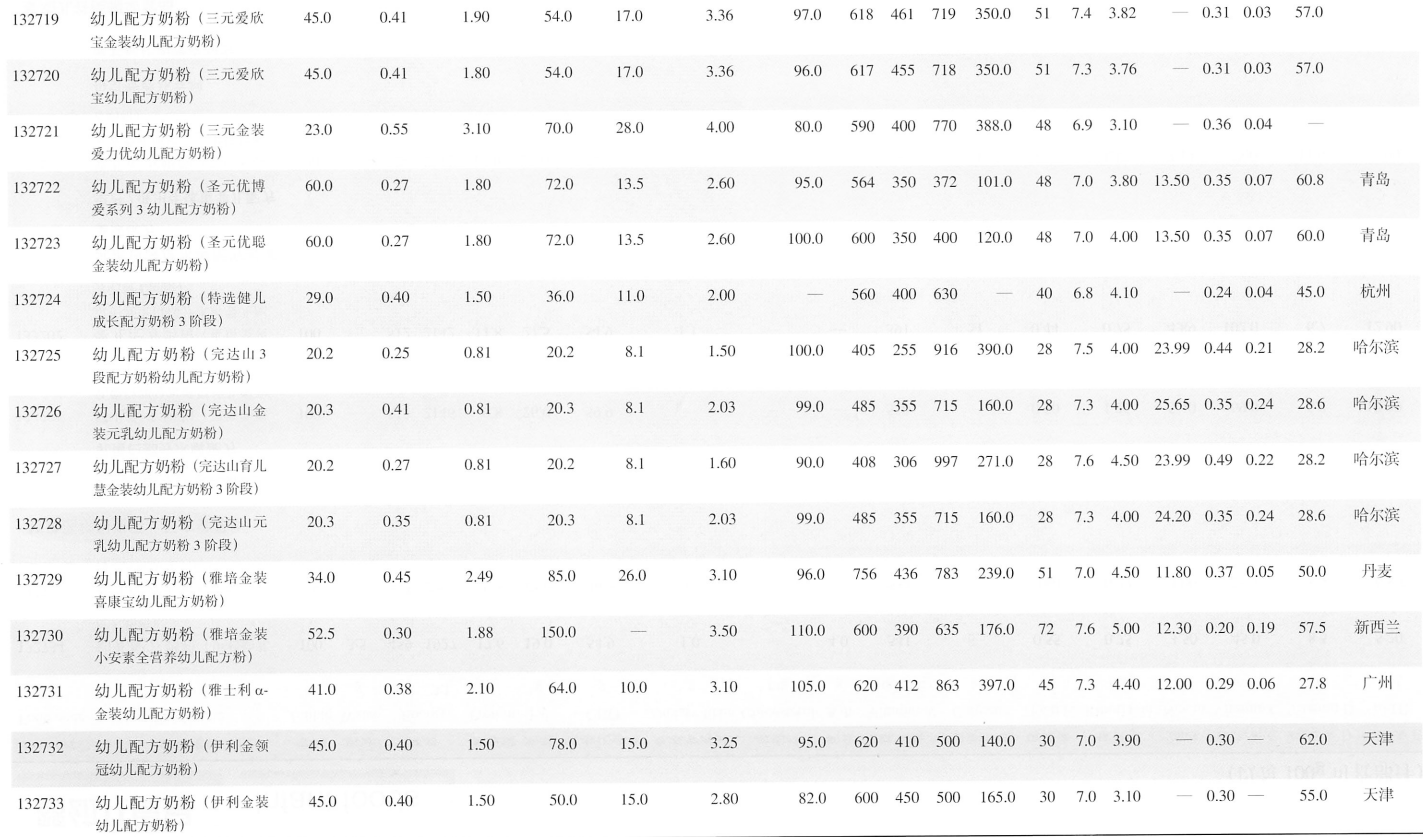 132719 幼儿配方奶粉（三元爱欣 45.0 0.41 1.90 54.0 17.0 3.36 97.0 618 461 719 350.0 51 7.4 3.82 — 0.31 0.03 57.0
宝金装幼儿配方奶粉）
132720 幼儿配方奶粉（三元爱欣 45.0 0.41 1.80 54.0 17.0 3.36 96.0 617 455 718 350.0 51 7.3 3.76 — 0.31 0.03 57.0
宝幼儿配方奶粉）
132721 幼儿配方奶粉（三元金装 23.0 0.55 3.10 70.0 28.0 4.00 80.0 590 400 770 388.0 48 6.9 3.10 — 0.36 0.04 —
爱力优幼儿配方奶粉）
132722 幼儿配方奶粉（圣元优博 60.0 0.27 1.80 72.0 13.5 2.60 95.0 564 350 372 101.0 48 7.0 3.80 13.50 0.35 0.07 60.8 青岛
爱系列3幼儿配方奶粉）
132723 幼儿配方奶粉（圣元优聪 60.0 0.27 1.80 72.0 13.5 2.60 100.0 600 350 400 120.0 48 7.0 4.00 13.50 0.35 0.07 60.0 青岛
金装幼儿配方奶粉）
132724 幼儿配方奶粉（特选健儿 29.0 0.40 1.50 36.0 11.0 2.00 — 560 400 630 — 40 6.8 4.10 — 0.24 0.04 45.0 杭州
成长配方奶粉3阶段）
132725 幼儿配方奶粉（完达山3 20.2 0.25 0.81 20.2 8.1 1.50 100.0 405 255 916 390.0 28 7.5 4.00 23.99 0.44 0.21 28.2 哈尔滨
段配方奶粉幼儿配方奶粉）
132726 幼儿配方奶粉（完达山金 20.3 0.41 0.81 20.3 8.1 2.03 99.0 485 355 715 160.0 28 7.3 4.00 25.65 0.35 0.24 28.6 哈尔滨
装元乳幼儿配方奶粉）
132727 幼儿配方奶粉（完达山育儿 20.2 0.27 0.81 20.2 8.1 1.60 90.0 408 306 997 271.0 28 7.6 4.50 23.99 0.49 0.22 28.2 哈尔滨
慧金装幼儿配方奶粉3阶段）
132728 幼儿配方奶粉（完达山元 20.3 0.35 0.81 20.3 8.1 2.03 99.0 485 355 715 160.0 28 7.3 4.00 24.20 0.35 0.24 28.6 哈尔滨
乳幼儿配方奶粉3阶段）
132729 幼儿配方奶粉（雅培金装 34.0 0.45 2.49 85.0 26.0 3.10 96.0 756 436 783 239.0 51 7.0 4.50 11.80 0.37 0.05 50.0 丹麦
喜康宝幼儿配方奶粉）
132730 幼儿配方奶粉（雅培金装 52.5 0.30 1.88 150.0 — 3.50 110.0 600 390 635 176.0 72 7.6 5.00 12.30 0.20 0.19 57.5 新西兰
小安素全营养幼儿配方粉）
132731 幼儿配方奶粉（雅士利α- 41.0 0.38 2.10 64.0 10.0 3.10 105.0 620 412 863 397.0 45 7.3 4.40 12.00 0.29 0.06 27.8 广州
金装幼儿配方奶粉）
132732 幼儿配方奶粉（伊利金领 45.0 0.40 1.50 78.0 15.0 3.25 95.0 620 410 500 140.0 30 7.0 3.90 — 0.30 — 62.0 天津
冠幼儿配方奶粉）
132733 幼儿配方奶粉（伊利金装 45.0 0.40 1.50 50.0 15.0 2.80 82.0 600 450 500 165.0 30 7.0 3.10 — 0.30 — 55.0 天津
幼儿配方奶粉）